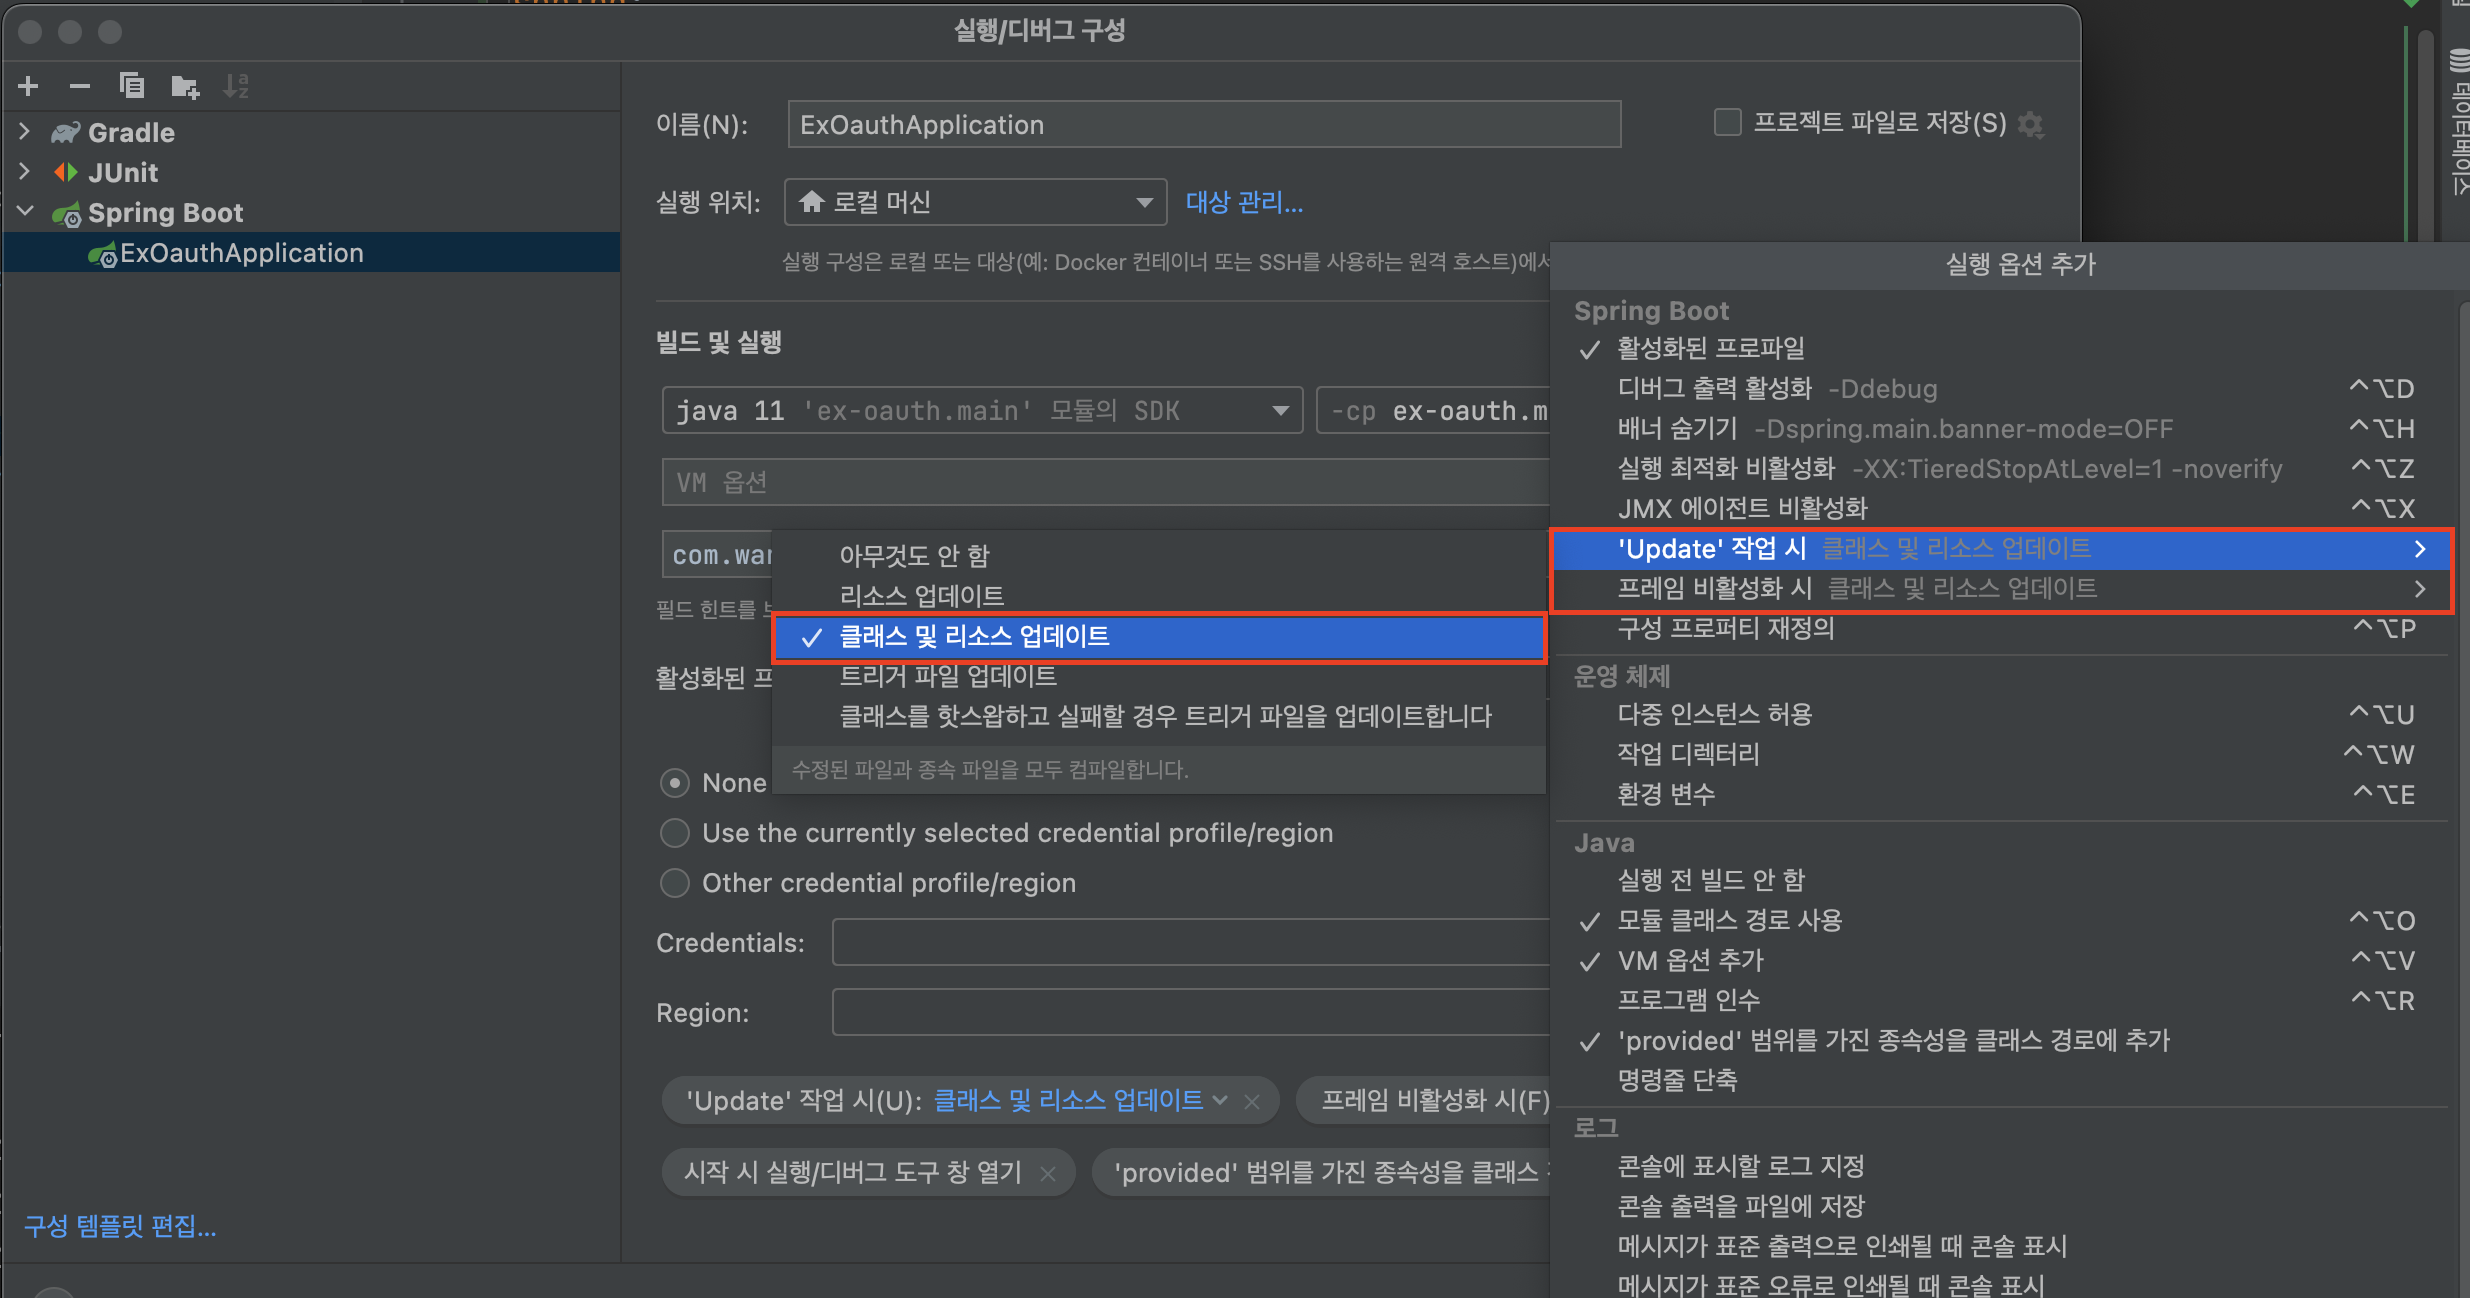 실행/디버그 구성
Gradle
JUnit
Spring Boot
ExOauthApplication
구성 템플릿 편집...
이름(N):
ExOauthApplication
프로젝트 파일로 저장(S)
실행 위치:
로컬 머신
대상 관리...
실행 구성은 로컬 또는 대상(예: Docker 컨테이너 또는 SSH를 사용하는 원격 호스트)에서
빌드 및 실행
java 11 'ex-oauth.main' 모듈의 SDK
-cp ex-oauth.m
VM 옵션
com.war
필드 힌트를
활성화된
아무것도 안 함
리소스 업데이트
클래스 및 리소스 업데이트
트리거 파일 업데이트
클래스를 핫스왑하고 실패할 경우 트리거 파일을 업데이트합니다
수정된 파일과 종속 파일을 모두 컴파일합니다.
None
Use the currently selected credential profile/region
Other credential profile/region
Credentials:
Region:
'Update' 작업 시(U): 클래스 및 리소스 업데이트
프레임 비활성화 시(F)
시작 시 실행/디버그 도구 창 열기
'provided' 범위를 가진 종속성을 클래스
실행 옵션 추가
Spring Boot
활성화된 프로파일
디버그 출력 활성화 -Ddebug ⌃⌥D
배너 숨기기 -Dspring.main.banner-mode=OFF ⌃⌥H
실행 최적화 비활성화 -XX:TieredStopAtLevel=1 -noverify ⌃⌥Z
JMX 에이전트 비활성화 ⌃⌥X
'Update' 작업 시 클래스 및 리소스 업데이트
프레임 비활성화 시 클래스 및 리소스 업데이트
구성 프로퍼티 재정의 ⌃⌥P
운영 체제
다중 인스턴스 허용 ⌃⌥U
작업 디렉터리 ⌃⌥W
환경 변수 ⌃⌥E
Java
실행 전 빌드 안 함
모듈 클래스 경로 사용 ⌃⌥O
VM 옵션 추가 ⌃⌥V
프로그램 인수 ⌃⌥R
'provided' 범위를 가진 종속성을 클래스 경로에 추가
명령줄 단축
로그
콘솔에 표시할 로그 지정
콘솔 출력을 파일에 저장
메시지가 표준 출력으로 인쇄될 때 콘솔 표시
메시지가 표준 오류로 인쇄될 때 콘솔 표시
데이터베이스